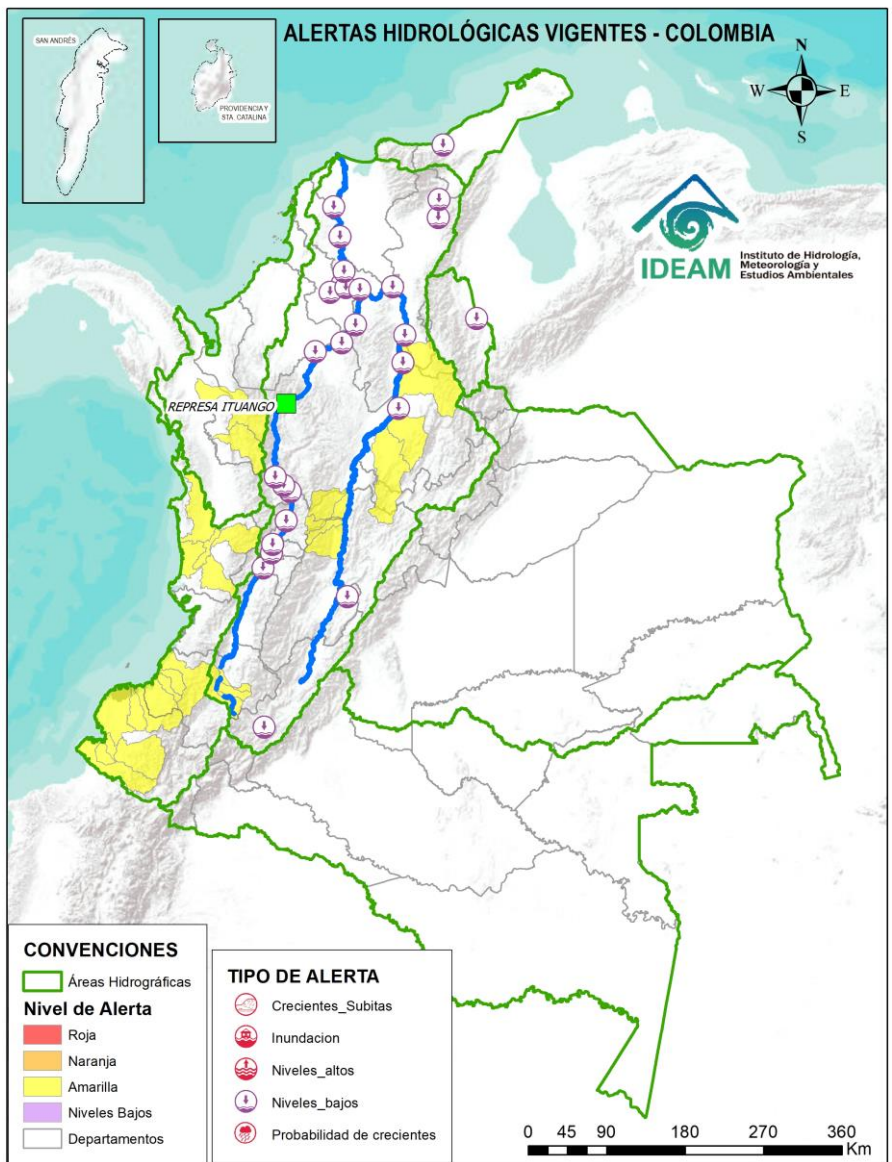 ALERTAS HIDROLÓGICAS VIGENTES - COLOMBIA
SAN ANDRÉS
PROVIDENCIA Y
STA. CATALINA
N
W
E
S
IDEAM
Instituto de Hidrología,
Meteorología y
Estudios Ambientales
REPRESA ITUANGO
CONVENCIONES
Áreas Hidrográficas
Nivel de Alerta
Roja
Naranja
Amarilla
Niveles Bajos
Departamentos
TIPO DE ALERTA
Crecientes_Subitas
Inundacion
Niveles_altos
Niveles_bajos
Probabilidad de crecientes
0 45 90 180 270 360
Km